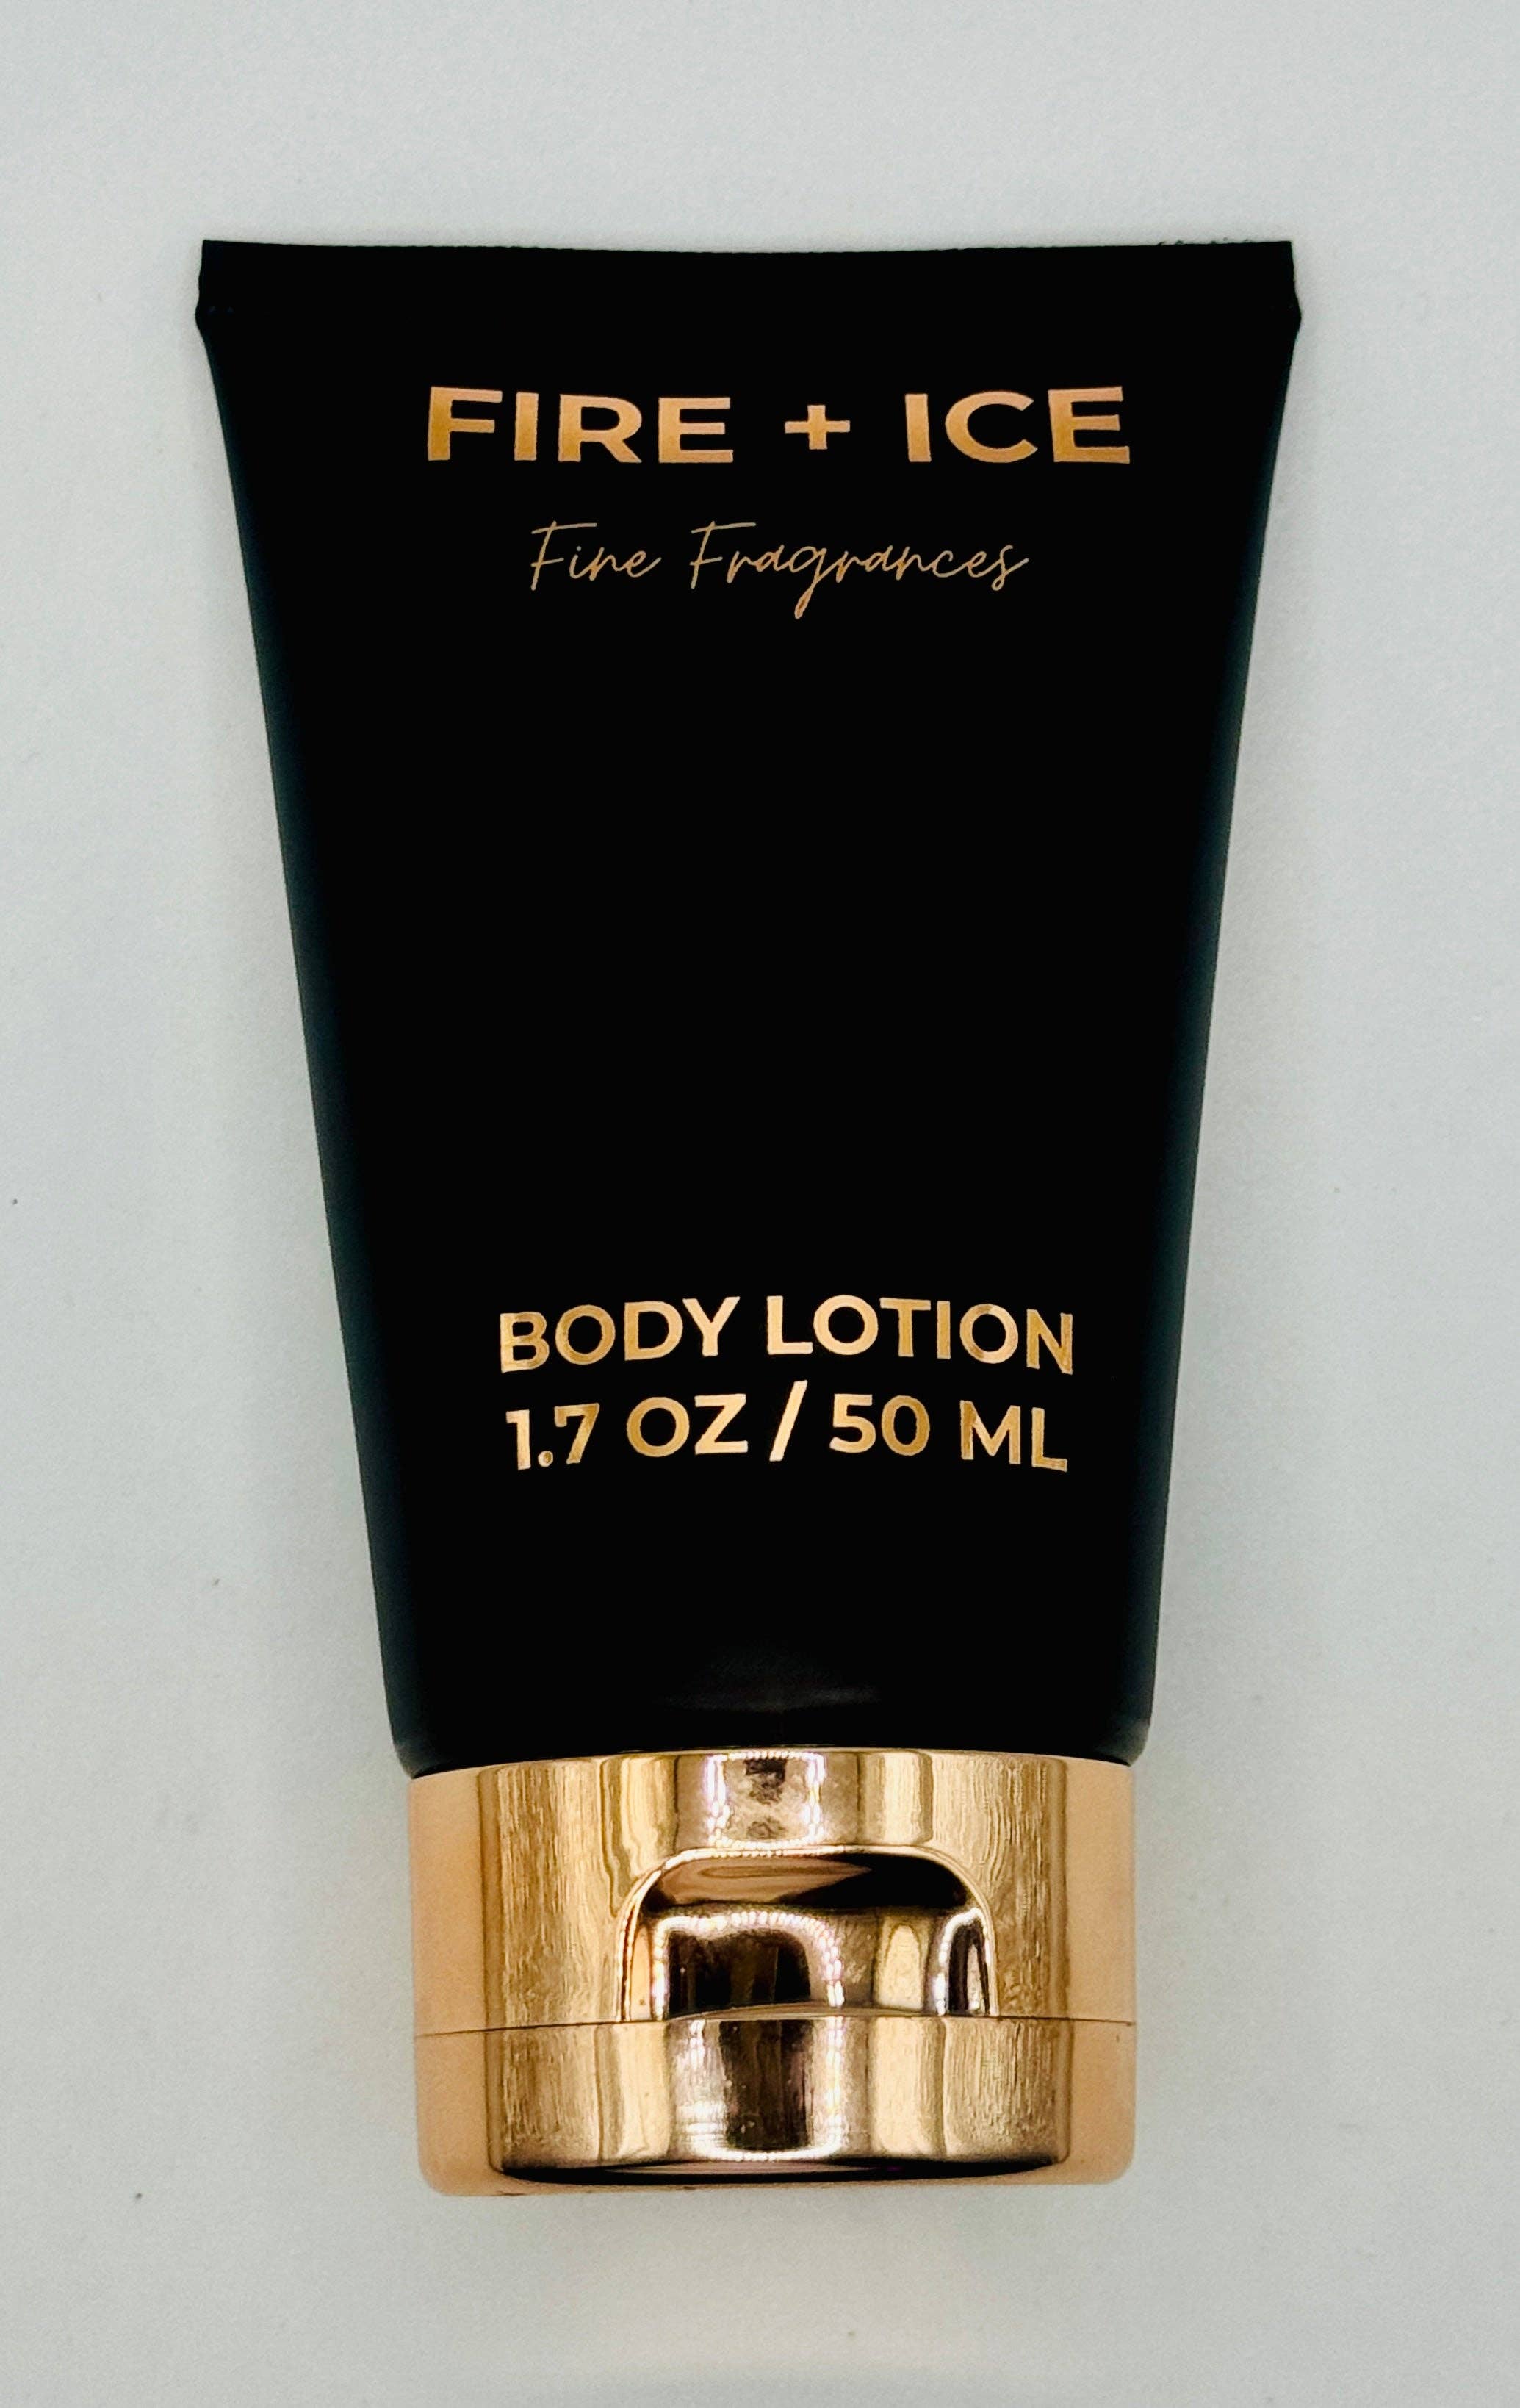 FIRE + ICE
Fine Fragrances
BODY LOTION
1.7 OZ / 50 ML